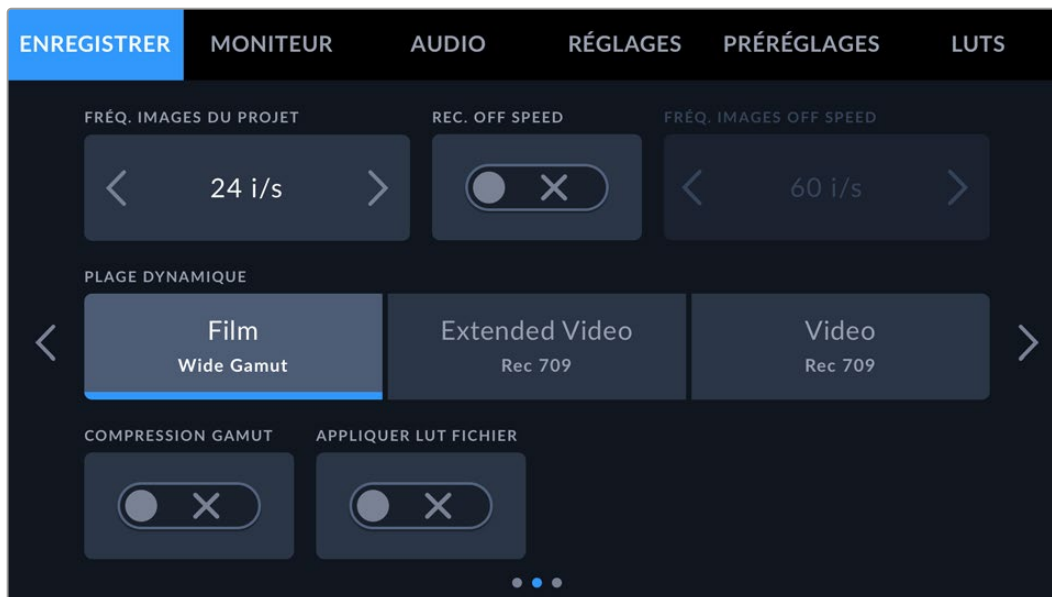 ENREGISTRER MONITEUR AUDIO RÉGLAGES PRÉRÉGLAGES LUTS
FRÉQ. IMAGES DU PROJET REC. OFF SPEED FRÉQ. IMAGES OFF SPEED
24 i/s 60 i/s
PLAGE DYNAMIQUE
Film Extended Video Video
Wide Gamut Rec 709 Rec 709
COMPRESSION GAMUT APPLIQUER LUT FICHIER